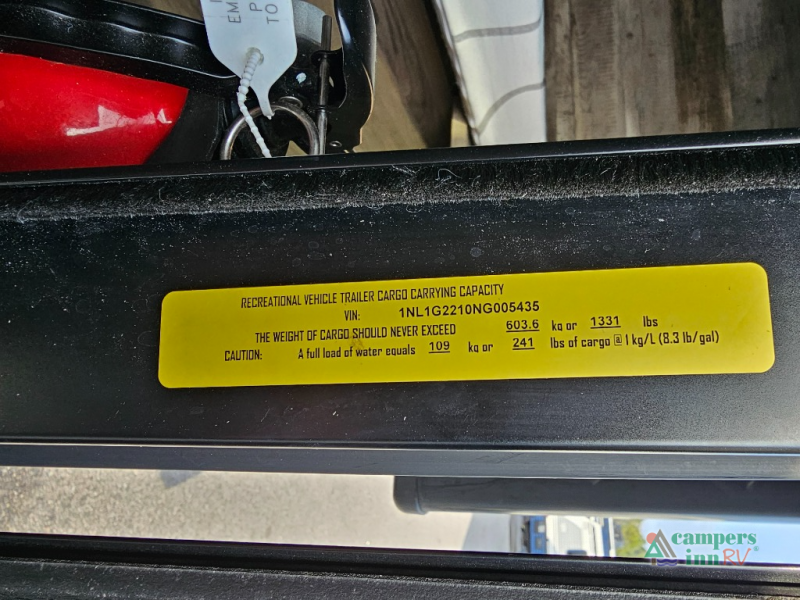 EM
P
TO
RECREATIONAL VEHICLE TRAILER CARGO CARRYING CAPACITY
VIN: 1NL1G2210NG005435
THE WEIGHT OF CARGO SHOULD NEVER EXCEED 603.6 kg or 1331 lbs
CAUTION: A full load of water equals 109 kg or 241 lbs of cargo @ 1 kg/L (8.3 lb/gal)
campers
inn RV